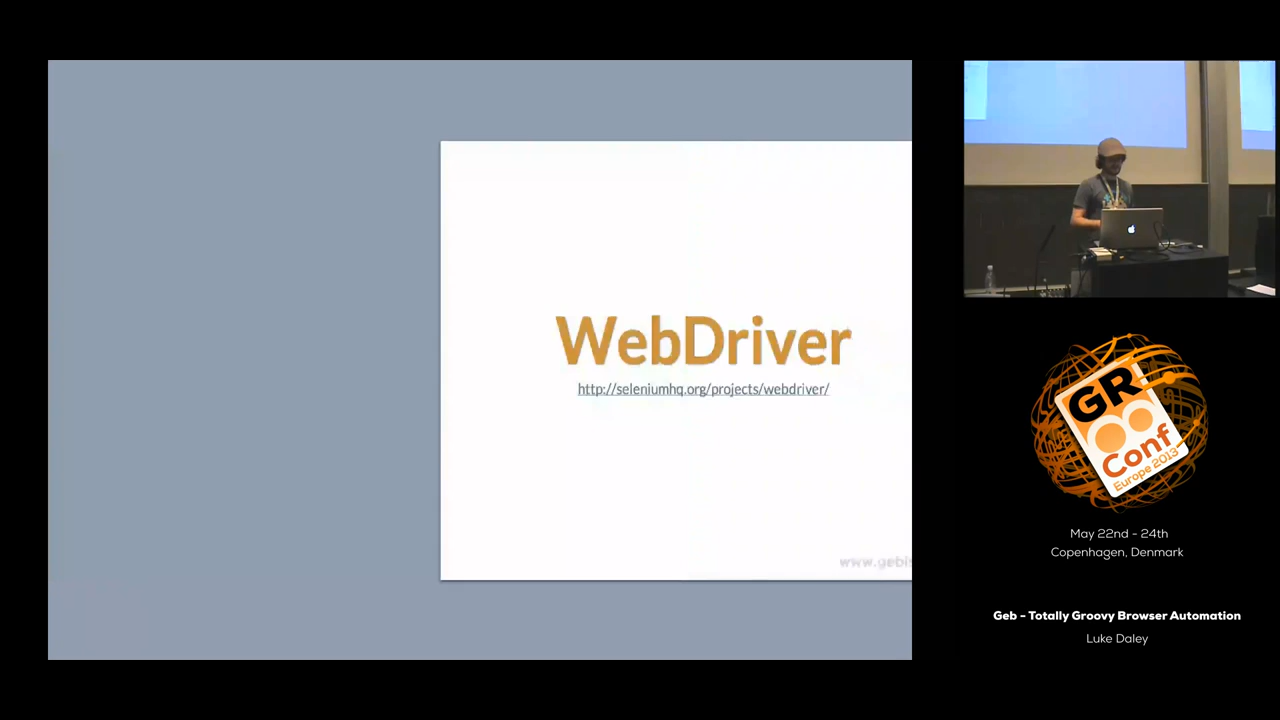 WebDriver
http://seleniumhq.org/projects/webdriver/
GR
Conf
Europe 2013
May 22nd - 24th
Copenhagen, Denmark
Geb - Totally Groovy Browser Automation
Luke Daley